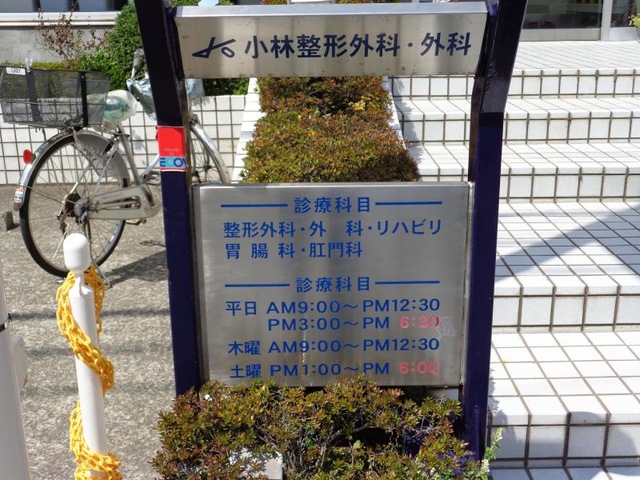 小林整形外科・外科
診療科目
整形外科・外 科・リハビリ
胃 腸 科・肛門科
診療科目
平日 AM9:00～PM12:30
PM3:00～PM 6:30
木曜 AM9:00～PM12:30
土曜 PM1:00～PM 6:00